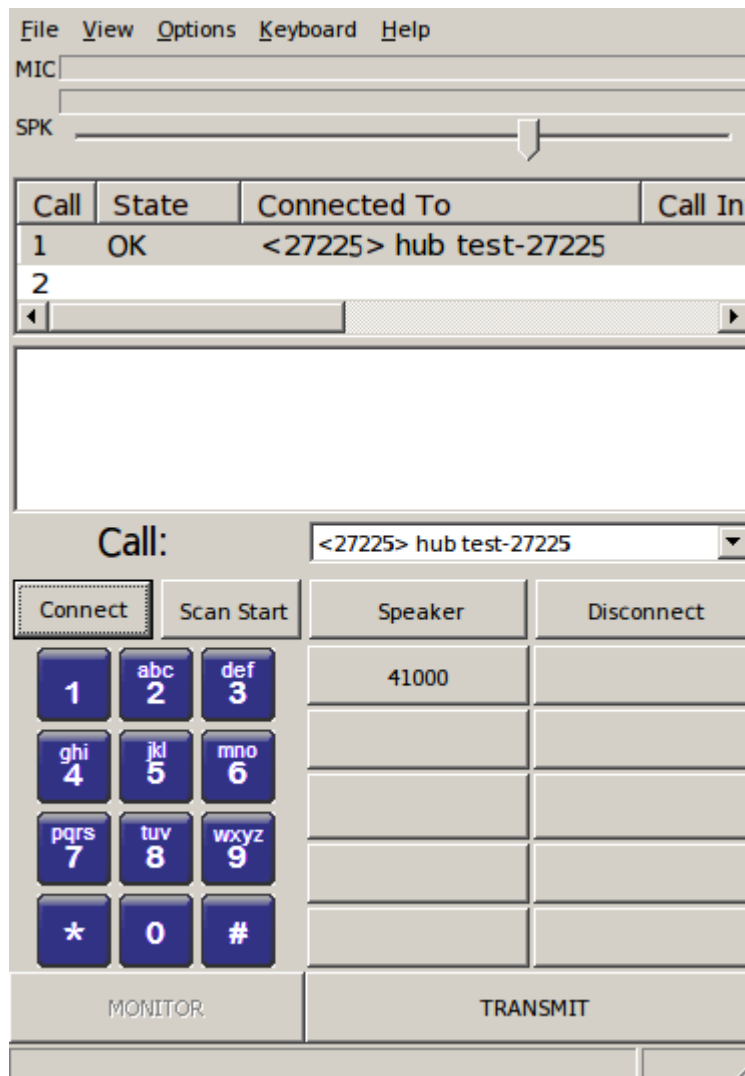 File View Options Keyboard Help
MIC
SPK
Call State Connected To Call In
1 OK <27225> hub test-27225
2
Call: <27225> hub test-27225
Connect Scan Start Speaker Disconnect
1 abc 2 def 3 41000
ghi 4 jkl 5 mno 6
pqrs 7 tuv 8 wxyz 9
* 0 #
MONITOR TRANSMIT